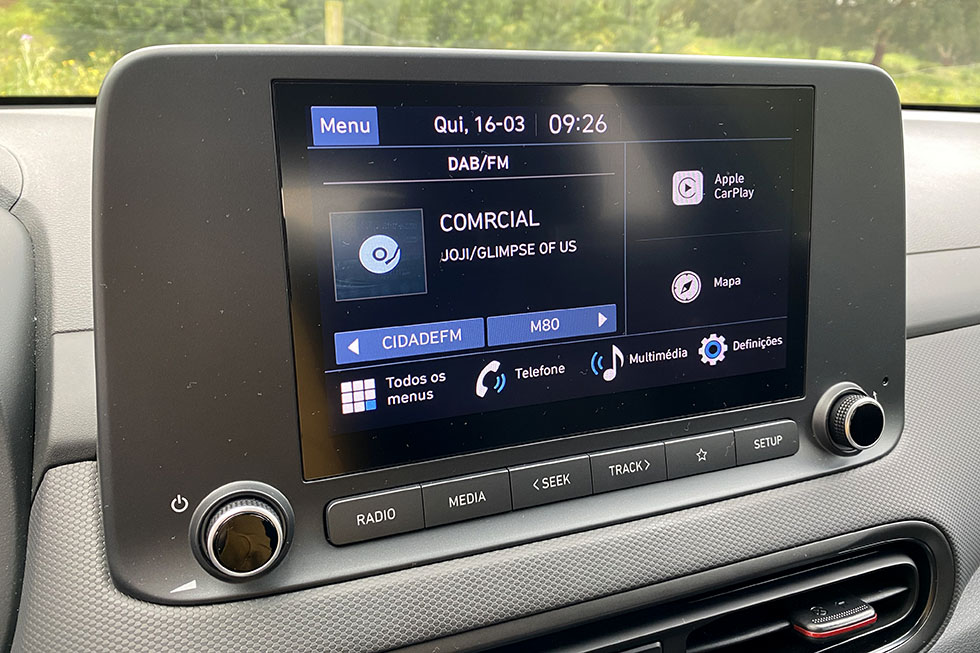 Menu
Qui, 16-03
09:26
DAB/FM
COMRCIAL
JOJI/GLIMPSE OF US
CIDADEFM
M80
Apple
CarPlay
Mapa
Todos os
menus
Telefone
Multimédia
Definições
RADIO
MEDIA
< SEEK
TRACK >
SETUP